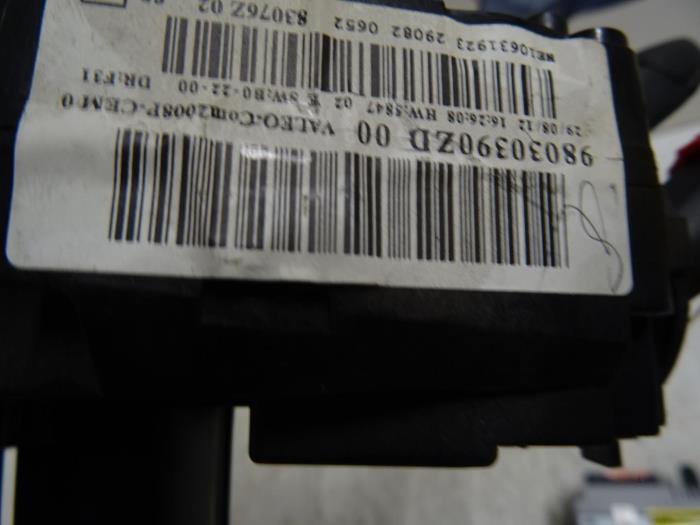 98030390ZD 00 VALEO-Com2008P-CEM 0
29/08/12 16:26:08 HW:5847 02 E SW:B0-22-00 DR:F31
NE10631923 29082 0652
83076Z 02